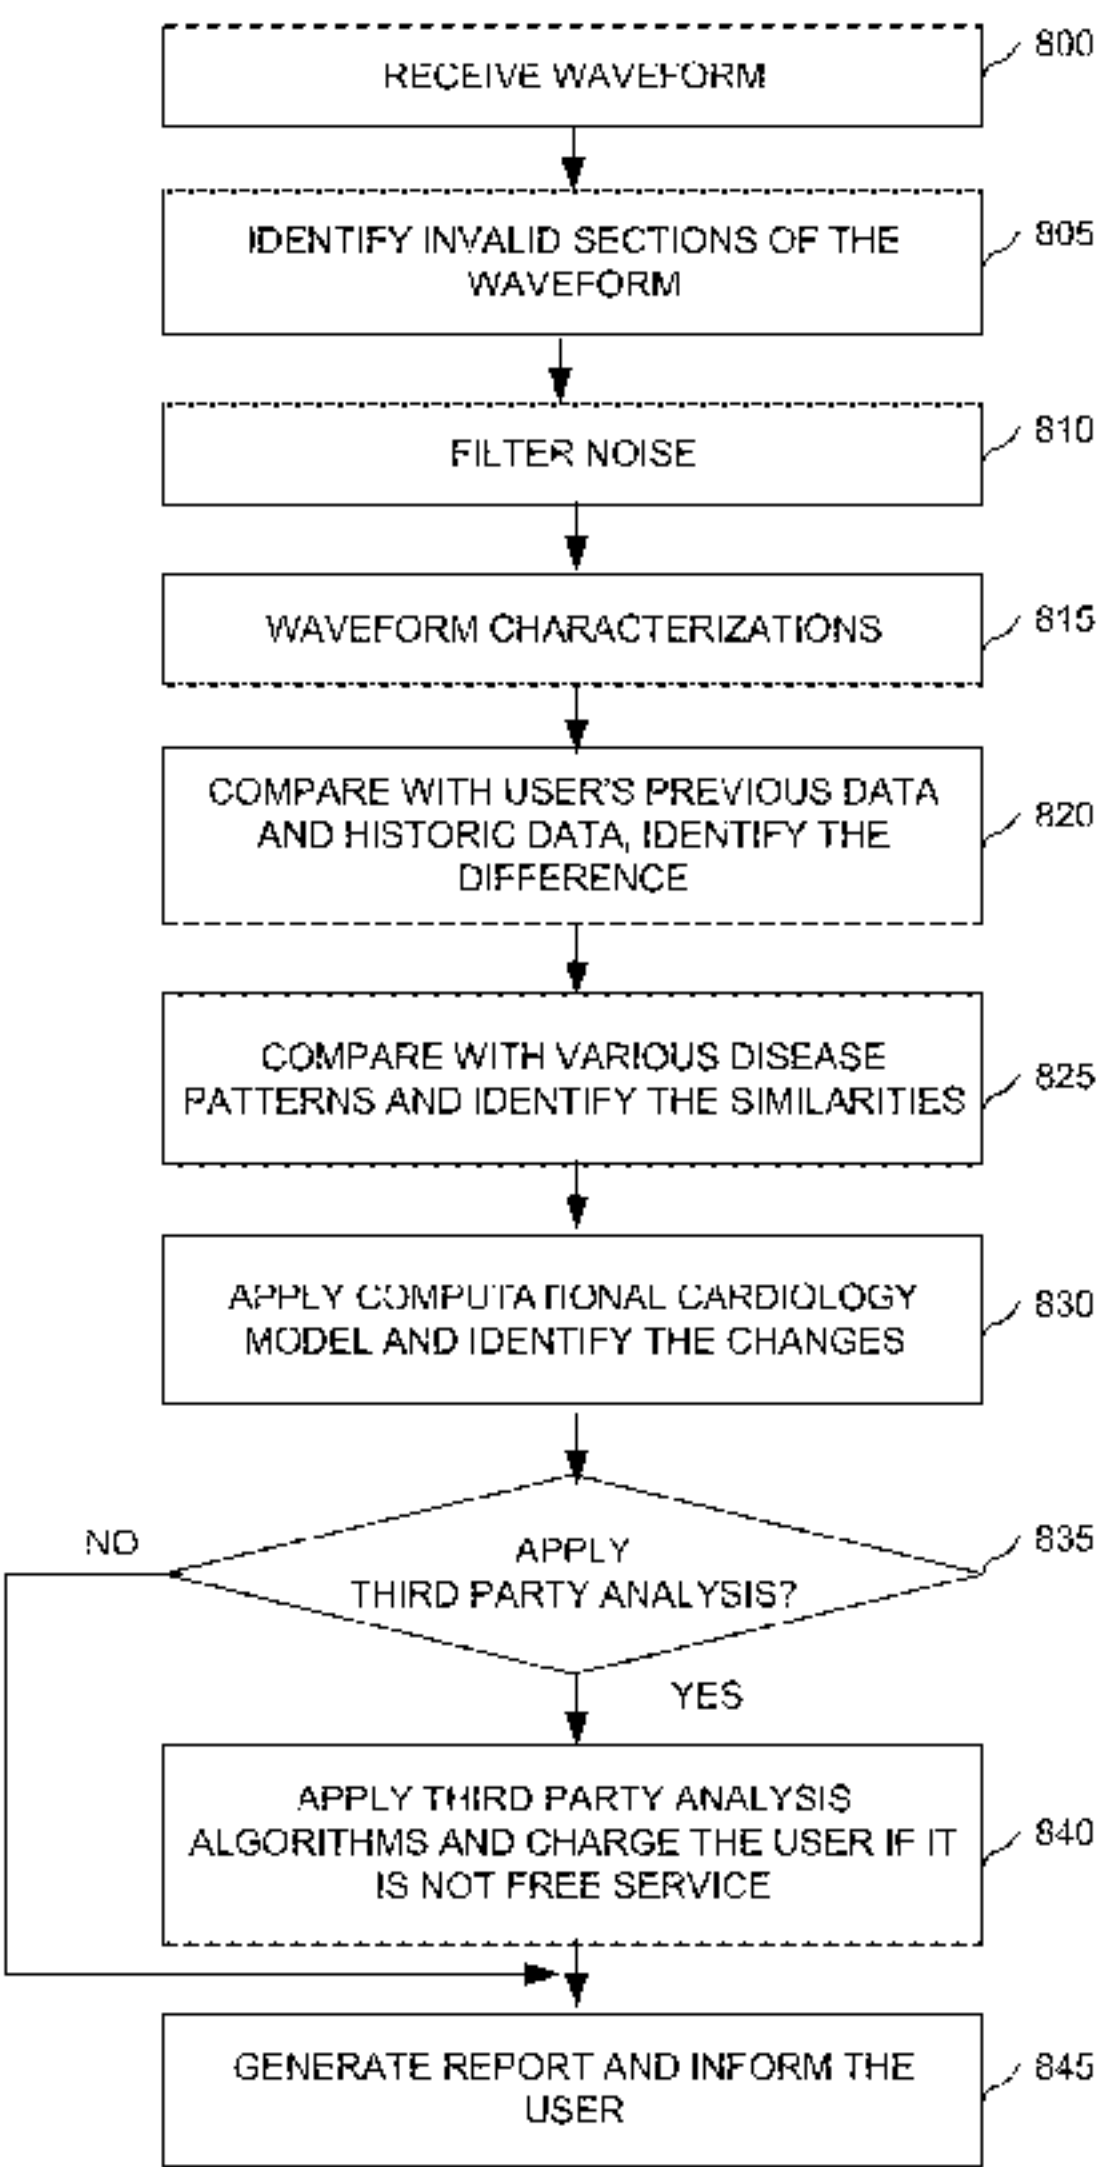 RECEIVE WAVEFORM
800
IDENTIFY INVALID SECTIONS OF THE
WAVEFORM
805
FILTER NOISE
810
WAVEFORM CHARACTERIZATIONS
815
COMPARE WITH USER'S PREVIOUS DATA
AND HISTORIC DATA, IDENTIFY THE
DIFFERENCE
820
COMPARE WITH VARIOUS DISEASE
PATTERNS AND IDENTIFY THE SIMILARITIES
825
APPLY COMPUTATIONAL CARDIOLOGY
MODEL AND IDENTIFY THE CHANGES
830
APPLY
THIRD PARTY ANALYSIS?
835
NO
YES
APPLY THIRD PARTY ANALYSIS
ALGORITHMS AND CHARGE THE USER IF IT
IS NOT FREE SERVICE
840
GENERATE REPORT AND INFORM THE
USER
845